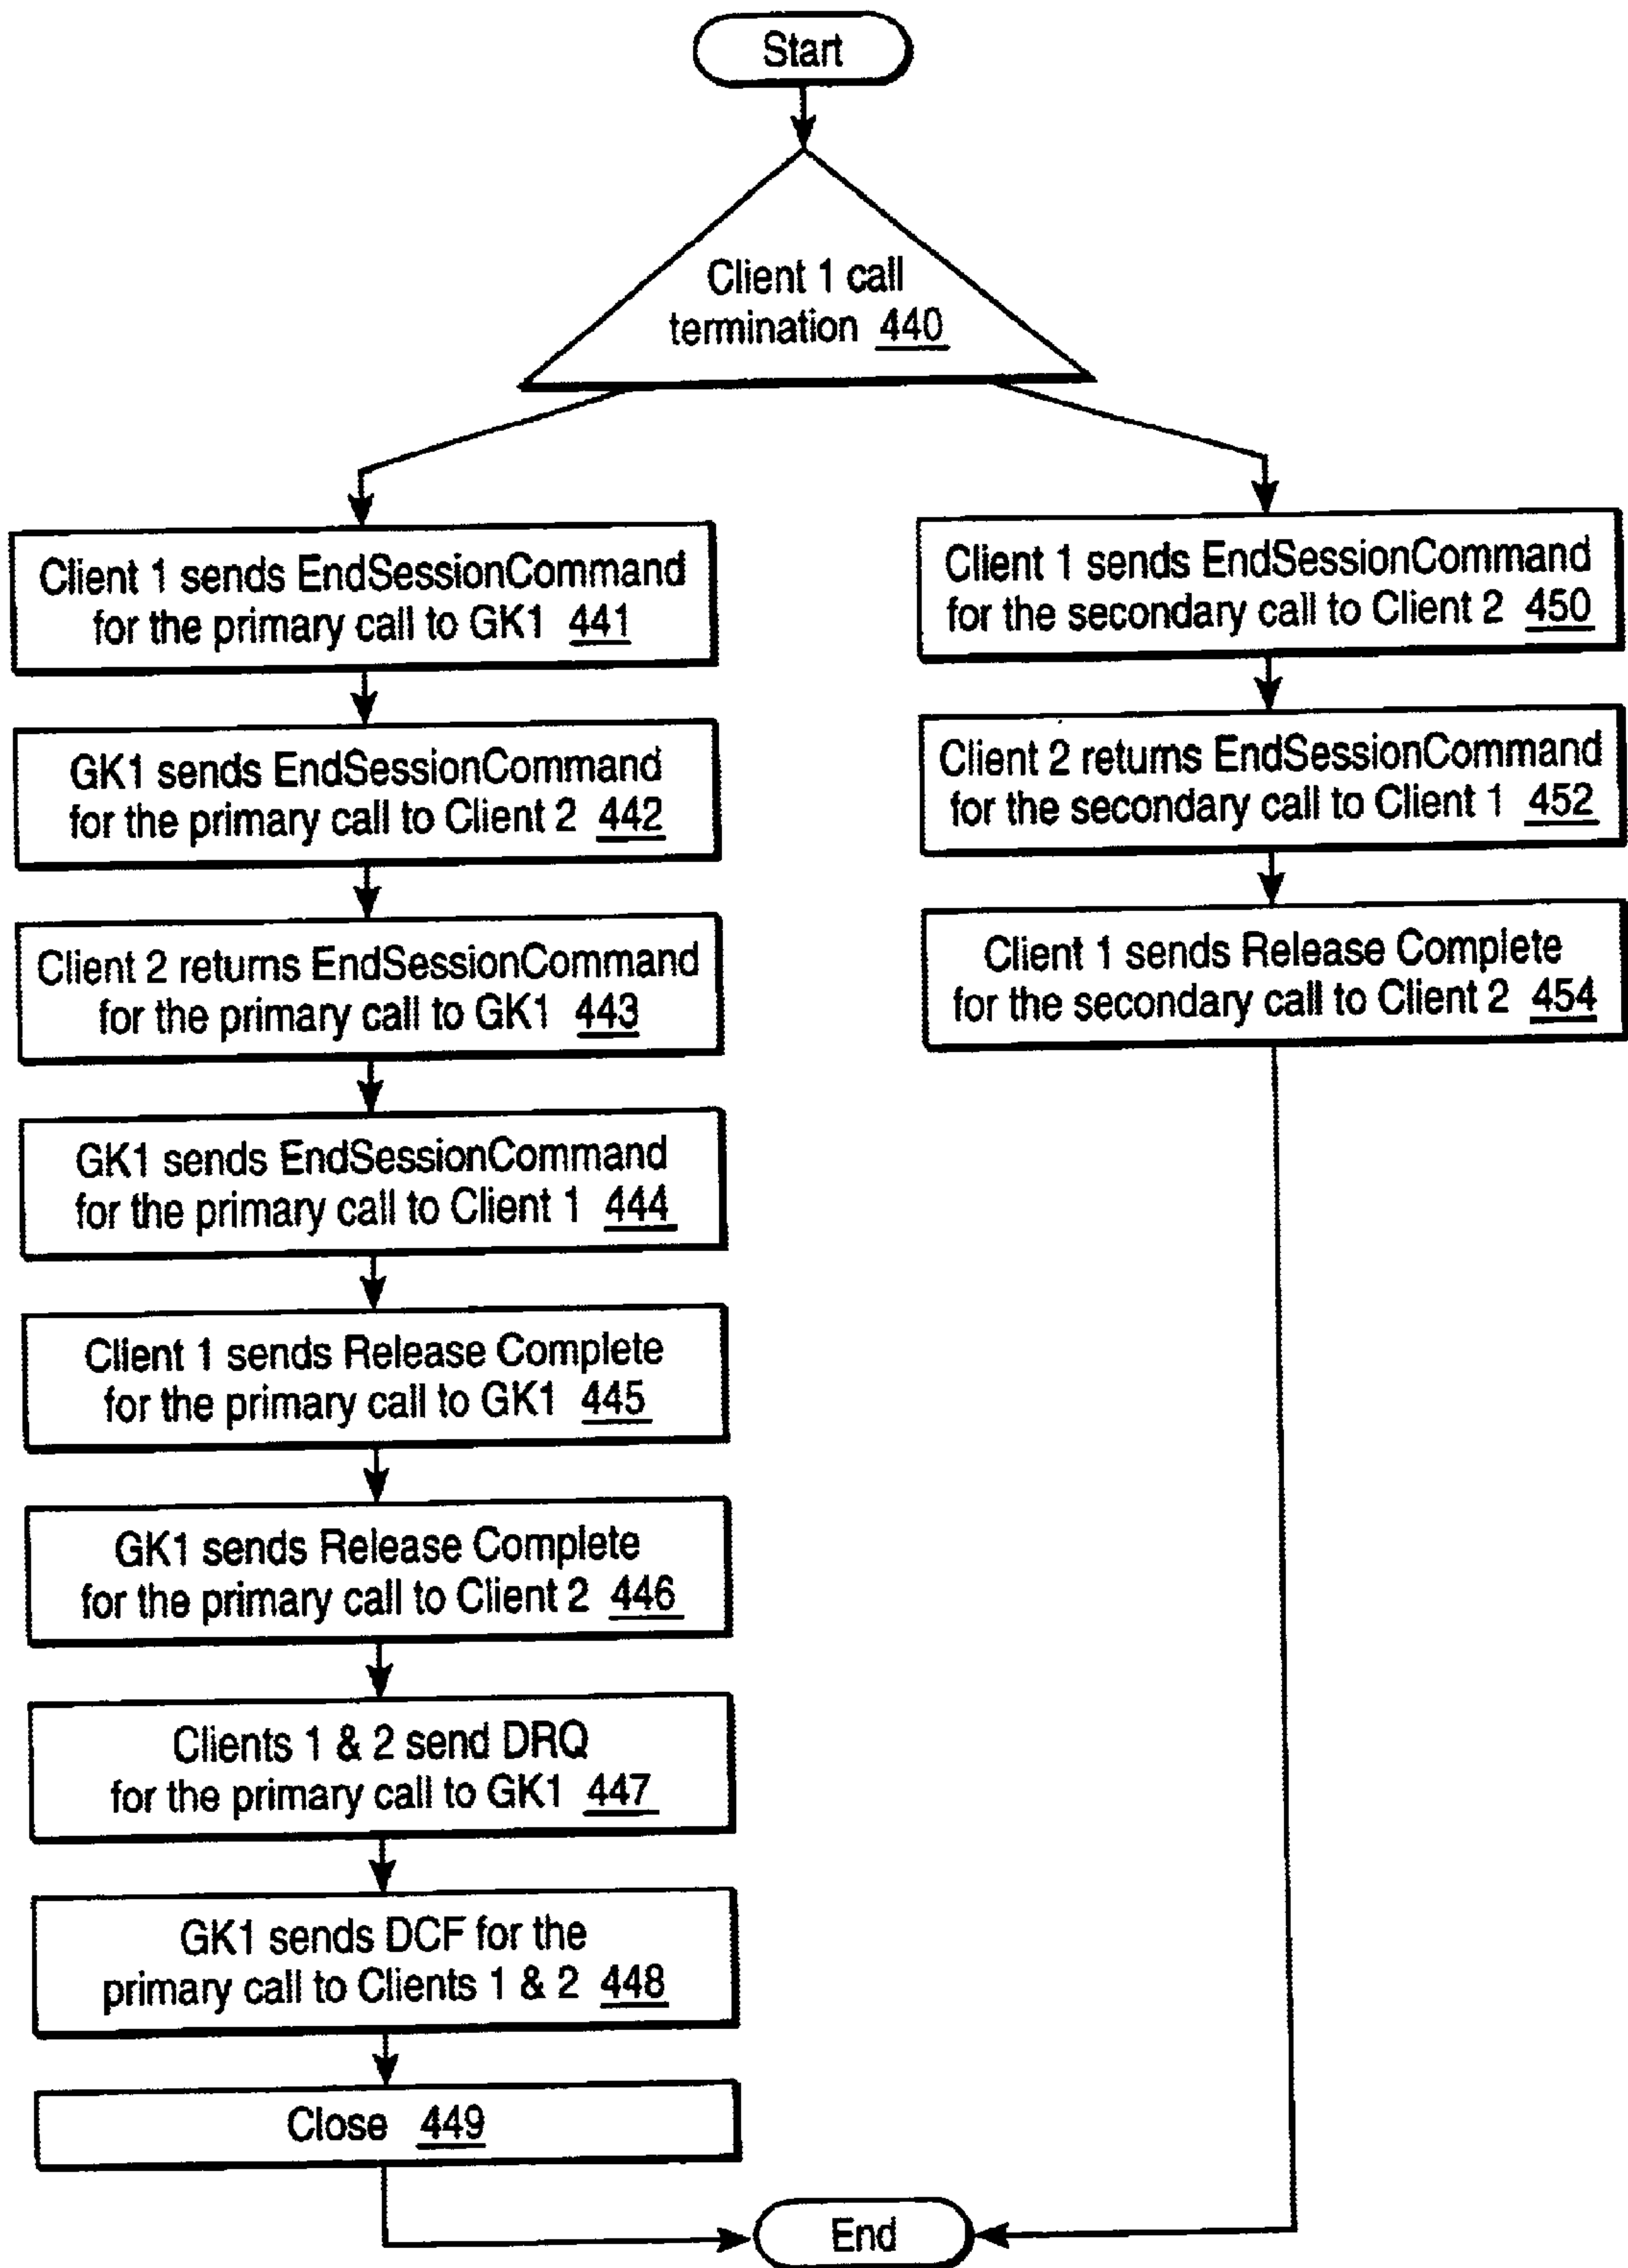 Start
Client 1 call
termination 440
Client 1 sends EndSessionCommand
for the primary call to GK1 441
GK1 sends EndSessionCommand
for the primary call to Client 2 442
Client 2 returns EndSessionCommand
for the primary call to GK1 443
GK1 sends EndSessionCommand
for the primary call to Client 1 444
Client 1 sends Release Complete
for the primary call to GK1 445
GK1 sends Release Complete
for the primary call to Client 2 446
Clients 1 & 2 send DRQ
for the primary call to GK1 447
GK1 sends DCF for the
primary call to Clients 1 & 2 448
Close 449
Client 1 sends EndSessionCommand
for the secondary call to Client 2 450
Client 2 returns EndSessionCommand
for the secondary call to Client 1 452
Client 1 sends Release Complete
for the secondary call to Client 2 454
End